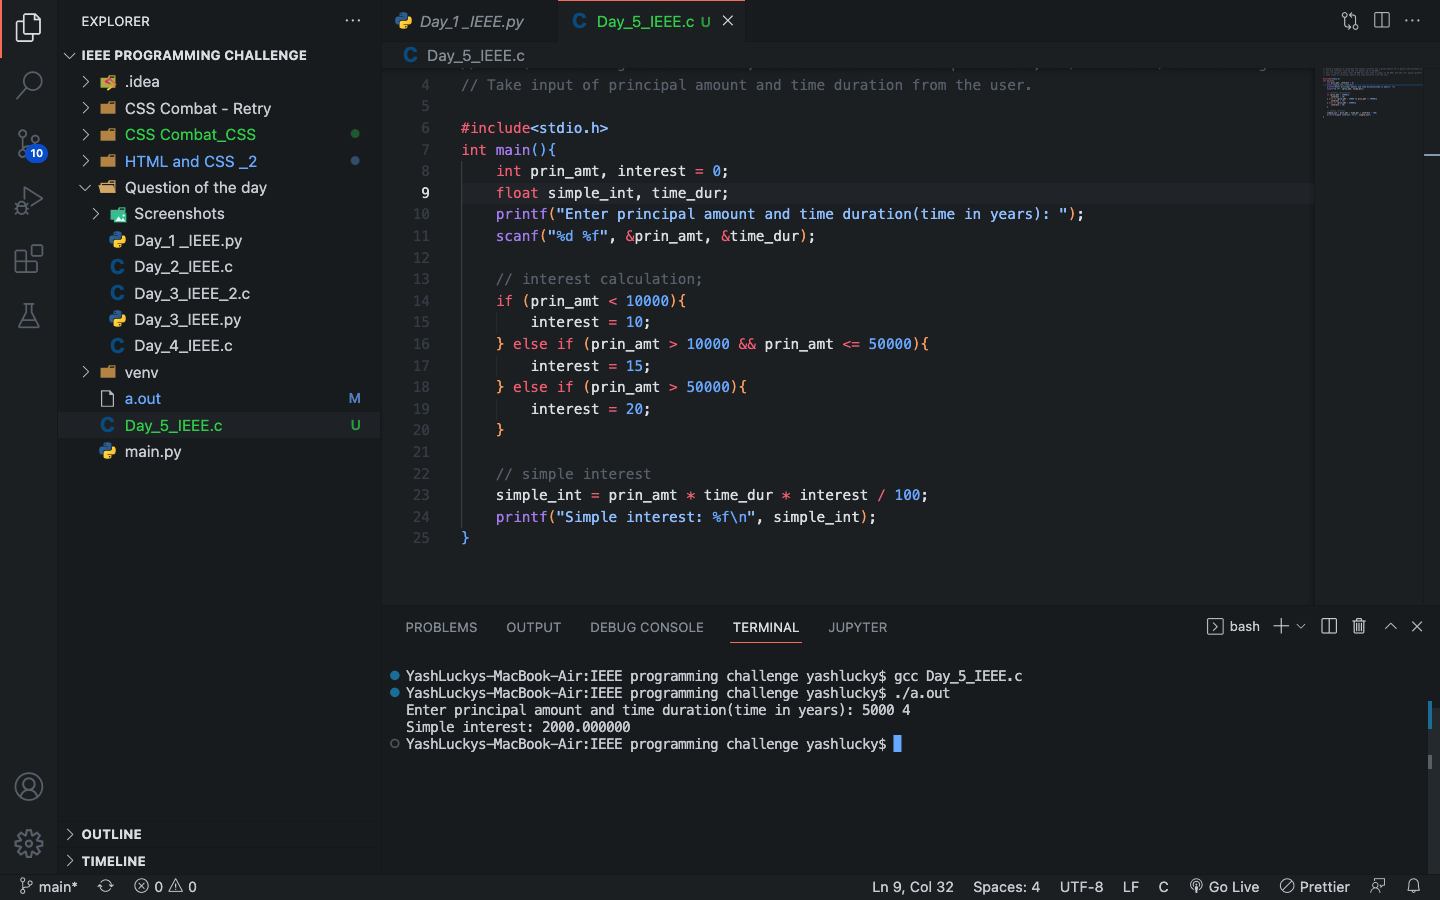 EXPLORER
IEEE PROGRAMMING CHALLENGE
.idea
CSS Combat - Retry
CSS Combat_CSS
10
HTML and CSS _2
Question of the day
Screenshots
Day_1 _IEEE.py
Day_2_IEEE.c
Day_3_IEEE_2.c
Day_3_IEEE.py
Day_4_IEEE.c
venv
a.out M
Day_5_IEEE.c U
main.py
OUTLINE
TIMELINE
Day_1 _IEEE.py
C Day_5_IEEE.c U
C Day_5_IEEE.c
4 // Take input of principal amount and time duration from the user.
5
6 #include<stdio.h>
7 int main(){
8 int prin_amt, interest = 0;
9 float simple_int, time_dur;
10 printf("Enter principal amount and time duration(time in years): ");
11 scanf("%d %f", &prin_amt, &time_dur);
12
13 // interest calculation;
14 if (prin_amt < 10000){
15 interest = 10;
16 } else if (prin_amt > 10000 && prin_amt <= 50000){
17 interest = 15;
18 } else if (prin_amt > 50000){
19 interest = 20;
20 }
21
22 // simple interest
23 simple_int = prin_amt * time_dur * interest / 100;
24 printf("Simple interest: %f\n", simple_int);
25 }
PROBLEMS OUTPUT DEBUG CONSOLE TERMINAL JUPYTER
bash
YashLuckys-MacBook-Air:IEEE programming challenge yashlucky$ gcc Day_5_IEEE.c
YashLuckys-MacBook-Air:IEEE programming challenge yashlucky$ ./a.out
Enter principal amount and time duration(time in years): 5000 4
Simple interest: 2000.000000
YashLuckys-MacBook-Air:IEEE programming challenge yashlucky$
main* 0 0 Ln 9, Col 32 Spaces: 4 UTF-8 LF C Go Live Prettier